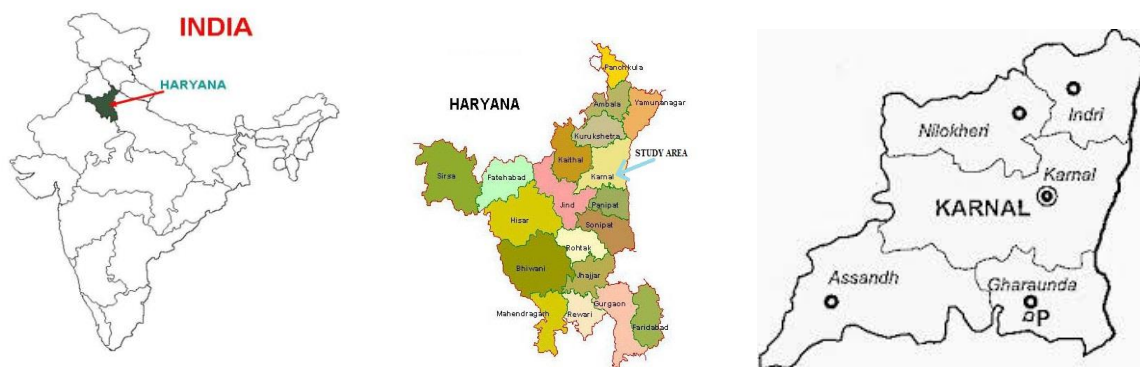 INDIA
HARYANA
HARYANA
Panchkula
Ambala
Yamunanagar
Kurukshetra
Kaithal
STUDY AREA
Karnal
Sirsa
Fatehabad
Jind
Panipat
Hisar
Sonipat
Rohtak
Bhiwani
Jhajjar
Gurgaon
Mahendragarh
Rewari
Faridabad
Indri
Nilokheri
Karnal
KARNAL
Assandh
Gharaunda
P